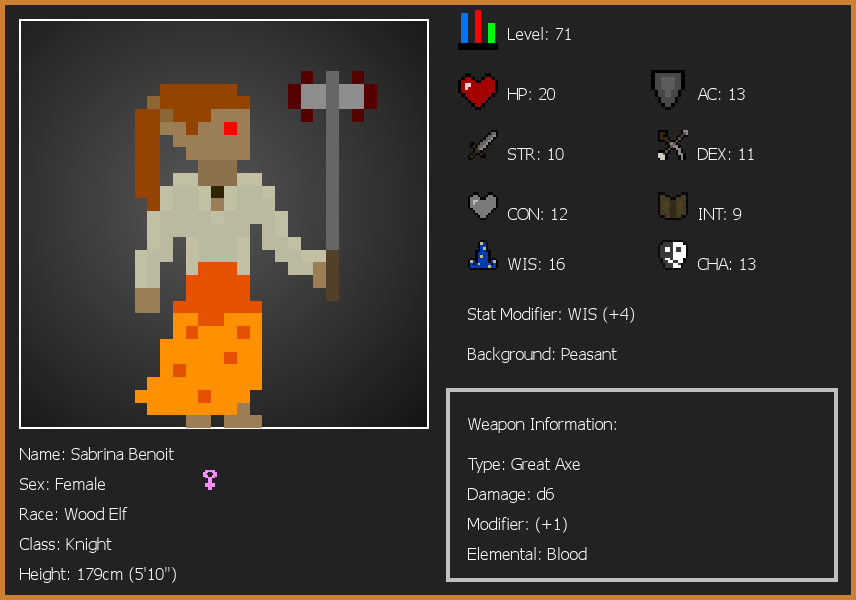 Level: 71
HP: 20
AC: 13
STR: 10
DEX: 11
CON: 12
INT: 9
WIS: 16
CHA: 13
Stat Modifier: WIS (+4)
Background: Peasant
Weapon Information:
Type: Great Axe
Damage: d6
Modifier: (+1)
Elemental: Blood
Name: Sabrina Benoit
Sex: Female
Race: Wood Elf
Class: Knight
Height: 179cm (5'10")